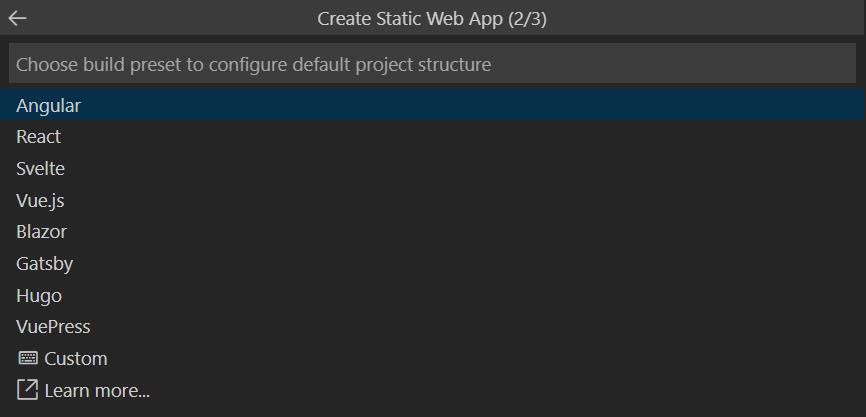 Create Static Web App (2/3)
Choose build preset to configure default project structure
Angular
React
Svelte
Vue.js
Blazor
Gatsby
Hugo
VuePress
Custom
Learn more...